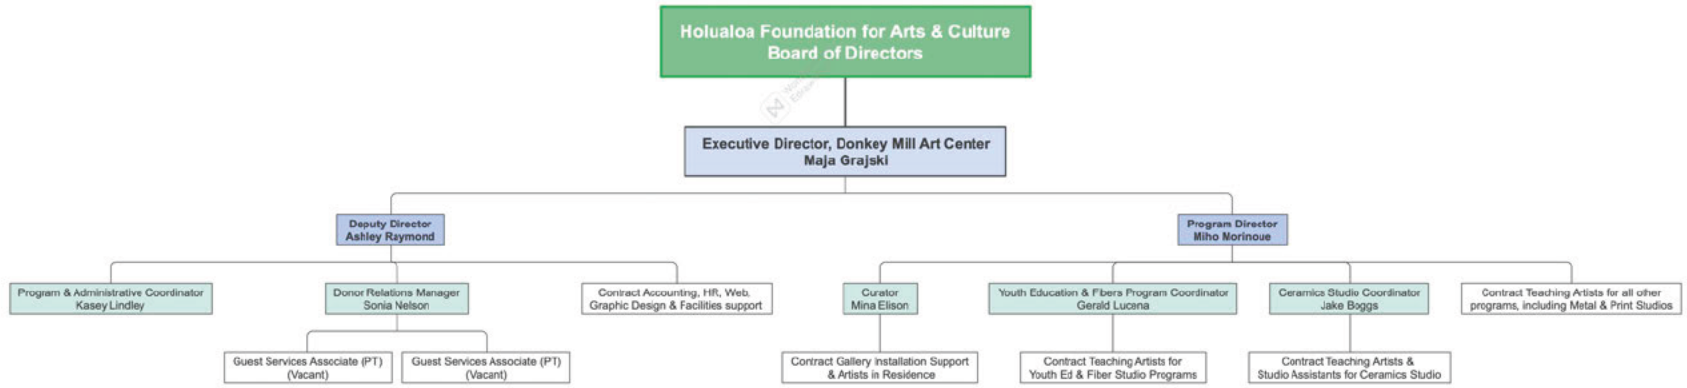 Holualoa Foundation for Arts & Culture
Board of Directors
Executive Director, Donkey Mill Art Center
Maja Grajski
Deputy Director
Ashley Raymond
Program Director
Miho Morinoue
Program & Administrative Coordinator
Kasey Lindley
Donor Relations Manager
Sonia Nelson
Contract Accounting, HR, Web,
Graphic Design & Facilities support
Curator
Mina Elison
Youth Education & Fibers Program Coordinator
Gerald Lucena
Ceramics Studio Coordinator
Jake Boggs
Contract Teaching Artists for all other
programs, including Metal & Print Studios
Guest Services Associate (PT)
(Vacant)
Guest Services Associate (PT)
(Vacant)
Contract Gallery Installation Support
& Artists in Residence
Contract Teaching Artists for
Youth Ed & Fiber Studio Programs
Contract Teaching Artists &
Studio Assistants for Ceramics Studio